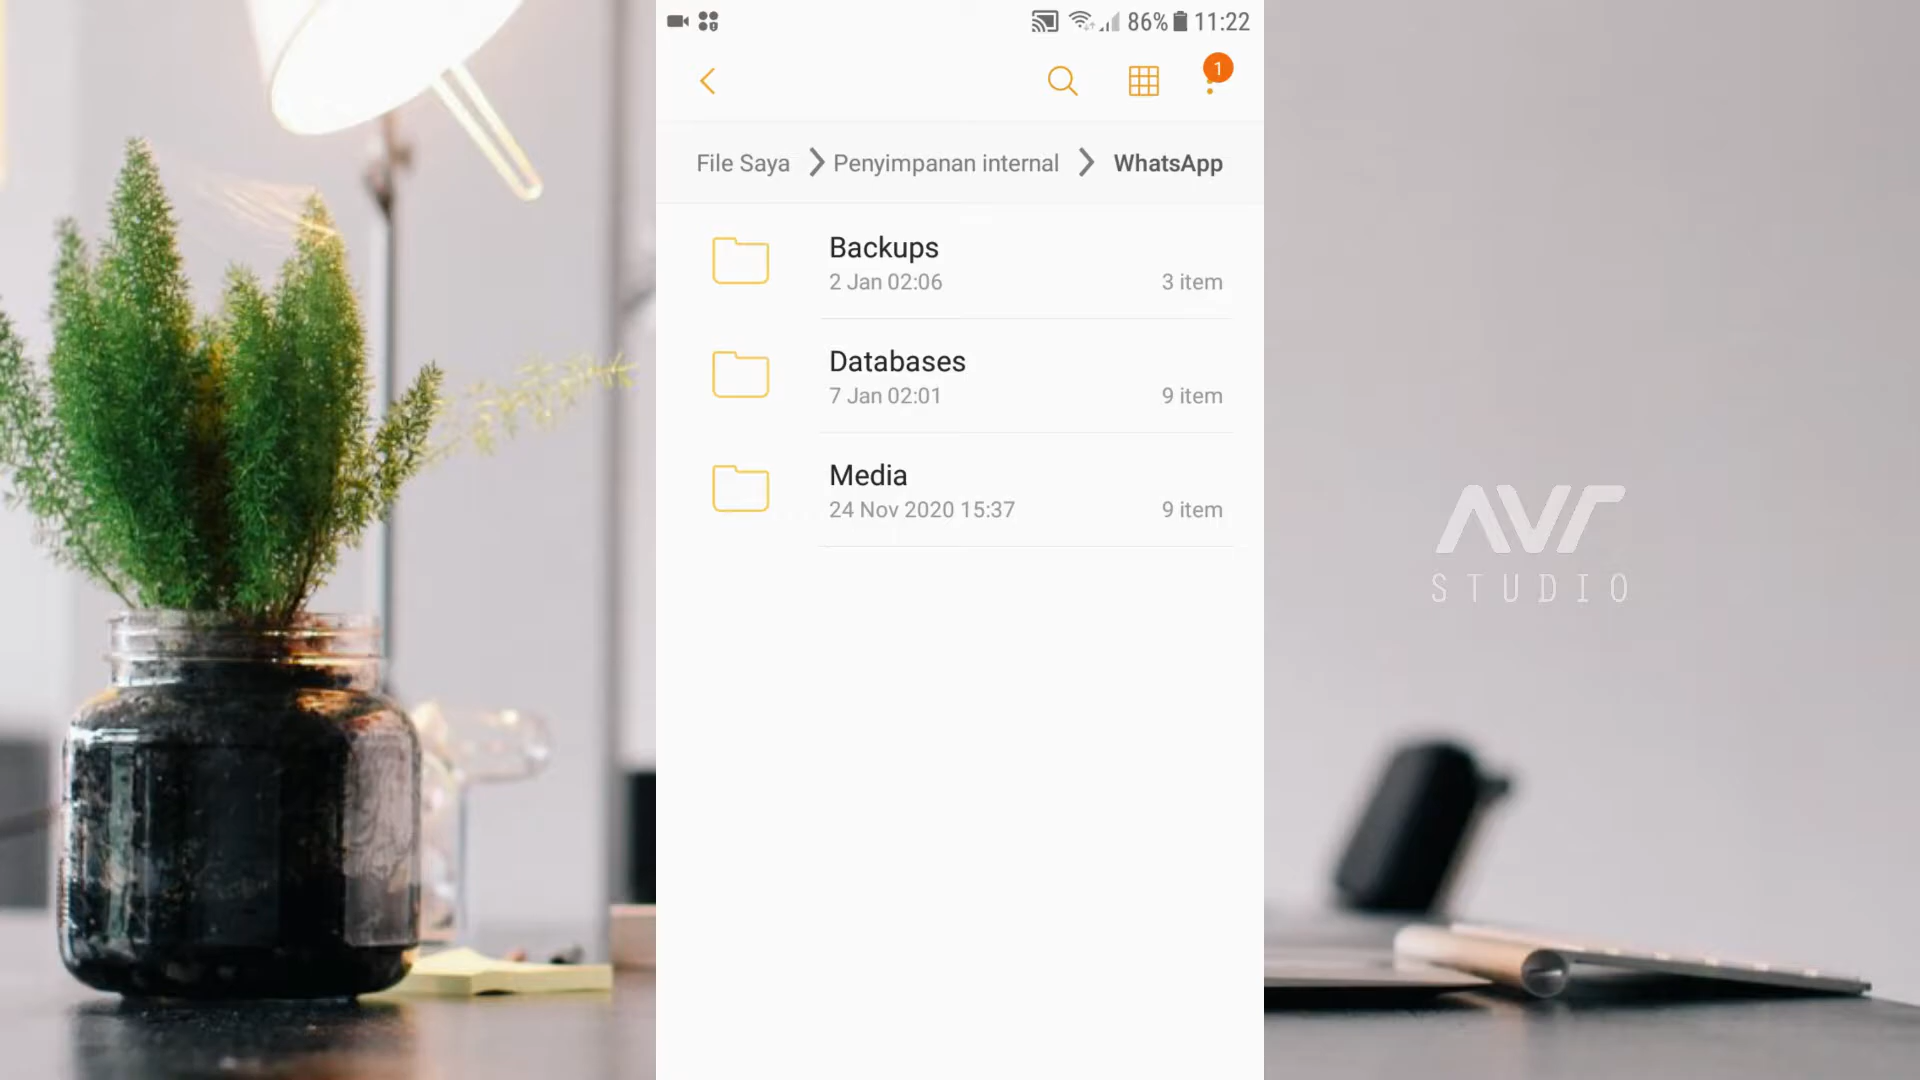 86% 11:22
1
File Saya Penyimpanan internal WhatsApp
Backups
2 Jan 02:06 3 item
Databases
7 Jan 02:01 9 item
Media
24 Nov 2020 15:37 9 item
AVr
STUDIO